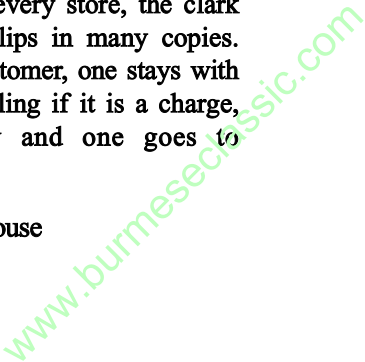 every store, the clark
lips in many copies.
tomer, one stays with
ling if it is a charge,
and one goes to
ouse
www.burmeseclassic.com